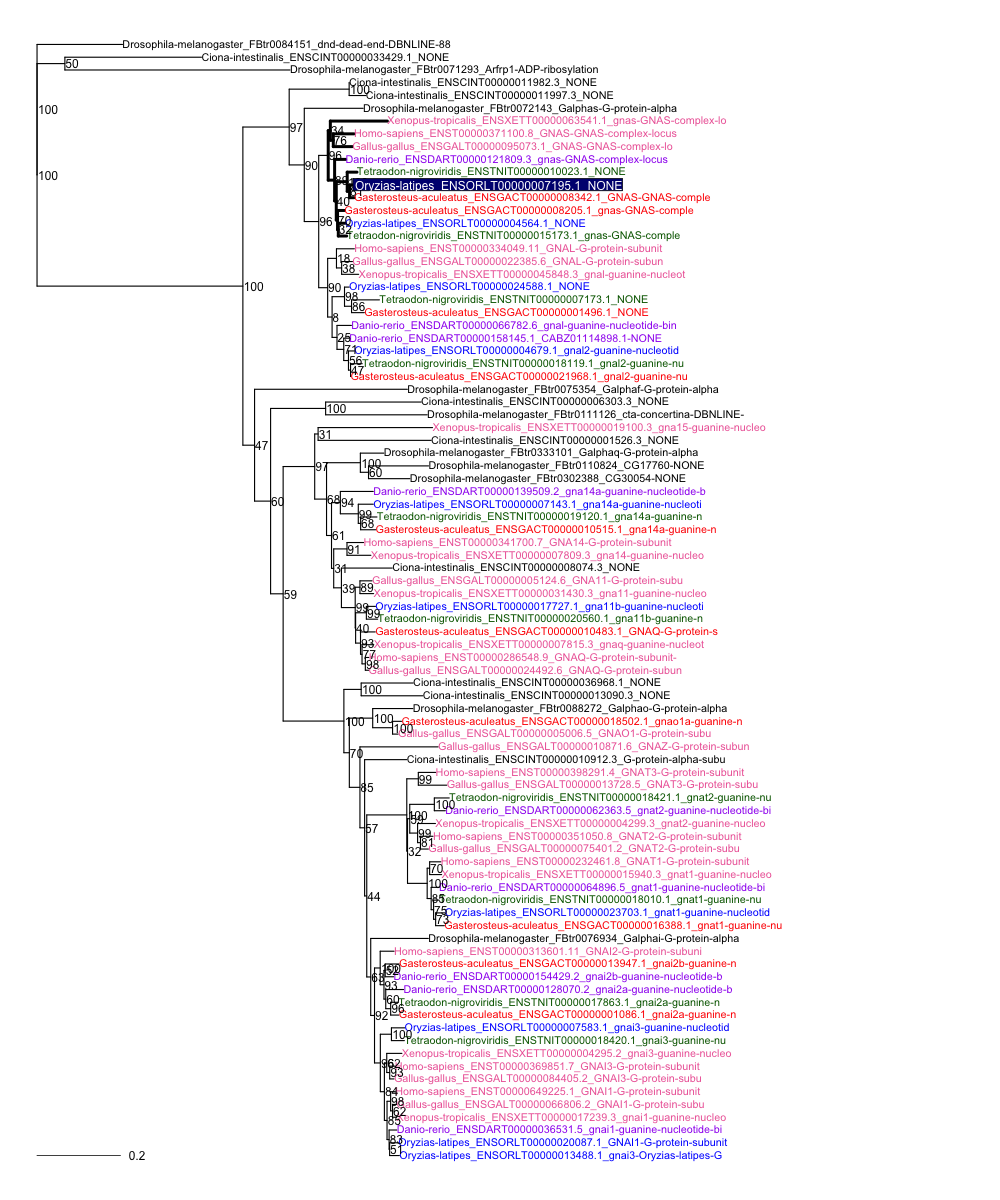 Drosophila-melanogaster_FBtr0084151_dnd-dead-end-DBNLINE-88
Ciona-intestinalis_ENSCINT00000033429.1_NONE
50
Drosophila-melanogaster_FBtr0071293_Arfrp1-ADP-ribosylation
Ciona-intestinalis_ENSCINT00000011982.3_NONE
100
Ciona-intestinalis_ENSCINT00000011997.3_NONE
100
Drosophila-melanogaster_FBtr0072143_Galphas-G-protein-alpha
Xenopus-tropicalis_ENSXETT00000063541.1_gnas-GNAS-complex-lo
97
34
Homo-sapiens_ENST00000371100.8_GNAS-GNAS-complex-locus
76
Gallus-gallus_ENSGALT00000095073.1_GNAS-GNAS-complex-lo
96
Danio-rerio_ENSDART00000121809.3_gnas-GNAS-complex-locus
90
Tetraodon-nigroviridis_ENSTNIT00000010023.1_NONE
100
Oryzias-latipes_ENSORLT00000007195.1_NONE
Gasterosteus-aculeatus_ENSGACT00000008342.1_GNAS-GNAS-comple
40
Gasterosteus-aculeatus_ENSGACT00000008205.1_gnas-GNAS-comple
96
70
Oryzias-latipes_ENSORLT00000004564.1_NONE
32
Tetraodon-nigroviridis_ENSTNIT00000015173.1_gnas-GNAS-comple
Homo-sapiens_ENST00000334049.11_GNAL-G-protein-subunit
18
Gallus-gallus_ENSGALT00000022385.6_GNAL-G-protein-subun
38
Xenopus-tropicalis_ENSXETT00000045848.3_gnal-guanine-nucleot
100
90
Oryzias-latipes_ENSORLT00000024588.1_NONE
98
Tetraodon-nigroviridis_ENSTNIT00000007173.1_NONE
86
Gasterosteus-aculeatus_ENSGACT00000001496.1_NONE
8
Danio-rerio_ENSDART00000066782.6_gnal-guanine-nucleotide-bin
25
Danio-rerio_ENSDART00000158145.1_CABZ01114898.1-NONE
71
Oryzias-latipes_ENSORLT00000004679.1_gnal2-guanine-nucleotid
56
Tetraodon-nigroviridis_ENSTNIT00000018119.1_gnal2-guanine-nu
47
Gasterosteus-aculeatus_ENSGACT00000021968.1_gnal2-guanine-nu
Drosophila-melanogaster_FBtr0075354_Galphaf-G-protein-alpha
Ciona-intestinalis_ENSCINT00000006303.3_NONE
100
Drosophila-melanogaster_FBtr0111126_cta-concertina-DBNLINE-
Xenopus-tropicalis_ENSXETT00000019100.3_gna15-guanine-nucleo
31
Ciona-intestinalis_ENSCINT00000001526.3_NONE
47
Drosophila-melanogaster_FBtr0333101_Galphaq-G-protein-alpha
97
100
Drosophila-melanogaster_FBtr0110824_CG17760-NONE
60
Drosophila-melanogaster_FBtr0302388_CG30054-NONE
Danio-rerio_ENSDART00000139509.2_gna14a-guanine-nucleotide-b
60
68
94
Oryzias-latipes_ENSORLT00000007143.1_gna14a-guanine-nucleoti
99
Tetraodon-nigroviridis_ENSTNIT00000019120.1_gna14a-guanine-n
68
Gasterosteus-aculeatus_ENSGACT00000010515.1_gna14a-guanine-n
61
Homo-sapiens_ENST00000341700.7_GNA14-G-protein-subunit
91
Xenopus-tropicalis_ENSXETT00000007809.3_gna14-guanine-nucleo
31
Ciona-intestinalis_ENSCINT00000008074.3_NONE
Gallus-gallus_ENSGALT00000005124.6_GNA11-G-protein-subu
39
89
Xenopus-tropicalis_ENSXETT00000031430.3_gna11-guanine-nucleo
59
Oryzias-latipes_ENSORLT00000017727.1_gna11b-guanine-nucleoti
99
99
Tetraodon-nigroviridis_ENSTNIT00000020560.1_gna11b-guanine-n
40
Gasterosteus-aculeatus_ENSGACT00000010483.1_GNAQ-G-protein-s
93
Xenopus-tropicalis_ENSXETT00000007815.3_gnaq-guanine-nucleot
77
Homo-sapiens_ENST00000286548.9_GNAQ-G-protein-subunit-
98
Gallus-gallus_ENSGALT00000024492.6_GNAQ-G-protein-subun
Ciona-intestinalis_ENSCINT00000036968.1_NONE
100
Ciona-intestinalis_ENSCINT00000013090.3_NONE
Drosophila-melanogaster_FBtr0088272_Galphao-G-protein-alpha
100
100
Gasterosteus-aculeatus_ENSGACT00000018502.1_gnao1a-guanine-n
100
Gallus-gallus_ENSGALT00000005006.5_GNAO1-G-protein-subu
Gallus-gallus_ENSGALT00000010871.6_GNAZ-G-protein-subun
70
Ciona-intestinalis_ENSCINT00000010912.3_G-protein-alpha-subu
Homo-sapiens_ENST00000398291.4_GNAT3-G-protein-subunit
99
Gallus-gallus_ENSGALT00000013728.5_GNAT3-G-protein-subu
85
Tetraodon-nigroviridis_ENSTNIT00000018421.1_gnat2-guanine-nu
100
Danio-rerio_ENSDART00000062363.5_gnat2-guanine-nucleotide-bi
100
Xenopus-tropicalis_ENSXETT00000004299.3_gnat2-guanine-nucleo
57
99
Homo-sapiens_ENST00000351050.8_GNAT2-G-protein-subunit
81
Gallus-gallus_ENSGALT00000075401.2_GNAT2-G-protein-subu
32
Homo-sapiens_ENST00000232461.8_GNAT1-G-protein-subunit
70
Xenopus-tropicalis_ENSXETT00000015940.3_gnat1-guanine-nucleo
100
Danio-rerio_ENSDART00000064896.5_gnat1-guanine-nucleotide-bi
44
Tetraodon-nigroviridis_ENSTNIT00000018010.1_gnat1-guanine-nu
75
Oryzias-latipes_ENSORLT00000023703.1_gnat1-guanine-nucleotid
73
Gasterosteus-aculeatus_ENSGACT00000016388.1_gnat1-guanine-nu
Drosophila-melanogaster_FBtr0076934_Galphai-G-protein-alpha
Homo-sapiens_ENST00000313601.11_GNAI2-G-protein-subuni
Gasterosteus-aculeatus_ENSGACT00000013947.1_gnai2b-guanine-n
63
Danio-rerio_ENSDART00000154429.2_gnai2b-guanine-nucleotide-b
93
Danio-rerio_ENSDART00000128070.2_gnai2a-guanine-nucleotide-b
60
Tetraodon-nigroviridis_ENSTNIT00000017863.1_gnai2a-guanine-n
96
Gasterosteus-aculeatus_ENSGACT00000001086.1_gnai2a-guanine-n
92
Oryzias-latipes_ENSORLT00000007583.1_gnai3-guanine-nucleotid
100
Tetraodon-nigroviridis_ENSTNIT00000018420.1_gnai3-guanine-nu
Xenopus-tropicalis_ENSXETT00000004295.2_gnai3-guanine-nucleo
62
Homo-sapiens_ENST00000369851.7_GNAI3-G-protein-subunit
93
Gallus-gallus_ENSGALT00000084405.2_GNAI3-G-protein-subu
84
Homo-sapiens_ENST00000649225.1_GNAI1-G-protein-subunit
98
Gallus-gallus_ENSGALT00000066806.2_GNAI1-G-protein-subu
62
Xenopus-tropicalis_ENSXETT00000017239.3_gnai1-guanine-nucleo
85
Danio-rerio_ENSDART00000036531.5_gnai1-guanine-nucleotide-bi
83
Oryzias-latipes_ENSORLT00000020087.1_GNAI1-G-protein-subunit
51
Oryzias-latipes_ENSORLT00000013488.1_gnai3-Oryzias-latipes-G
0.2